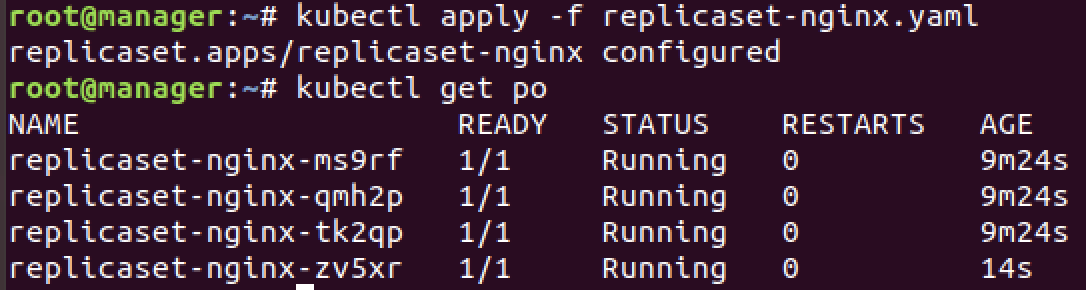 root@manager:~# kubectl apply -f replicaset-nginx.yaml
replicaset.apps/replicaset-nginx configured
root@manager:~# kubectl get po
NAME                     READY   STATUS    RESTARTS   AGE
replicaset-nginx-ms9rf   1/1     Running   0          9m24s
replicaset-nginx-qmh2p   1/1     Running   0          9m24s
replicaset-nginx-tk2qp   1/1     Running   0          9m24s
replicaset-nginx-zv5xr   1/1     Running   0          14s